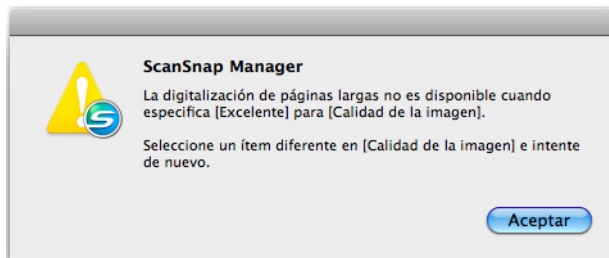 ScanSnap Manager
La digitalización de páginas largas no es disponible cuando
especifica [Excelente] para [Calidad de la imagen].
Seleccione un ítem diferente en [Calidad de la imagen] e intente
de nuevo.
Aceptar